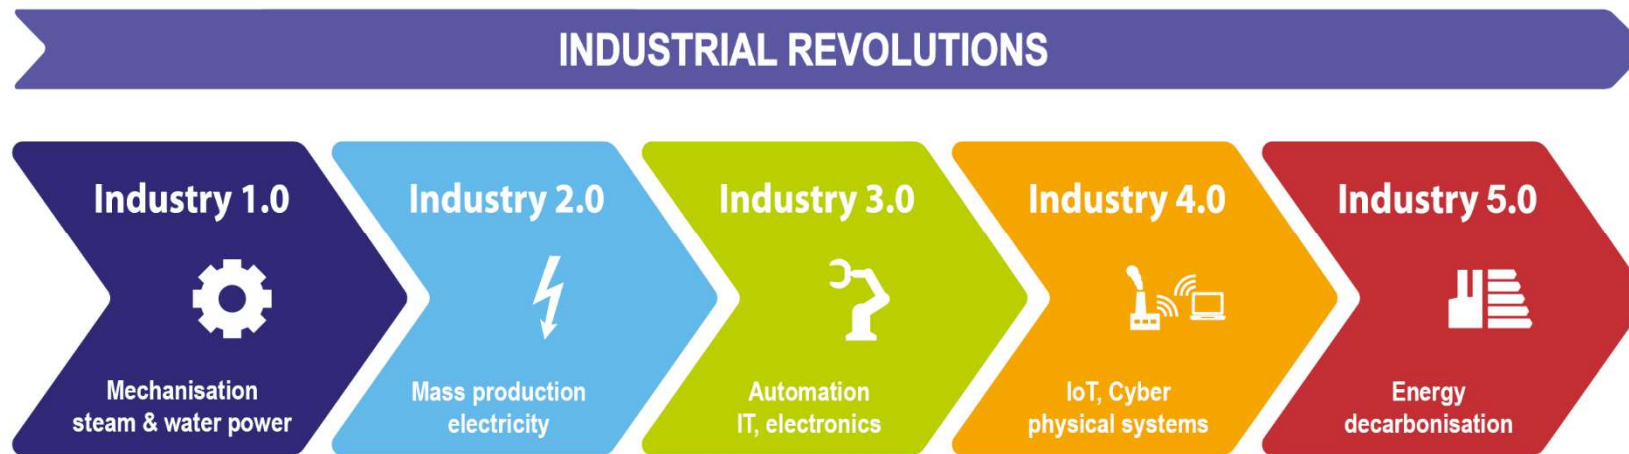 INDUSTRIAL REVOLUTIONS
Industry 1.0
Mechanisation
steam & water power
Industry 2.0
Mass production
electricity
Industry 3.0
Automation
IT, electronics
Industry 4.0
IoT, Cyber
physical systems
Industry 5.0
Energy
decarbonisation